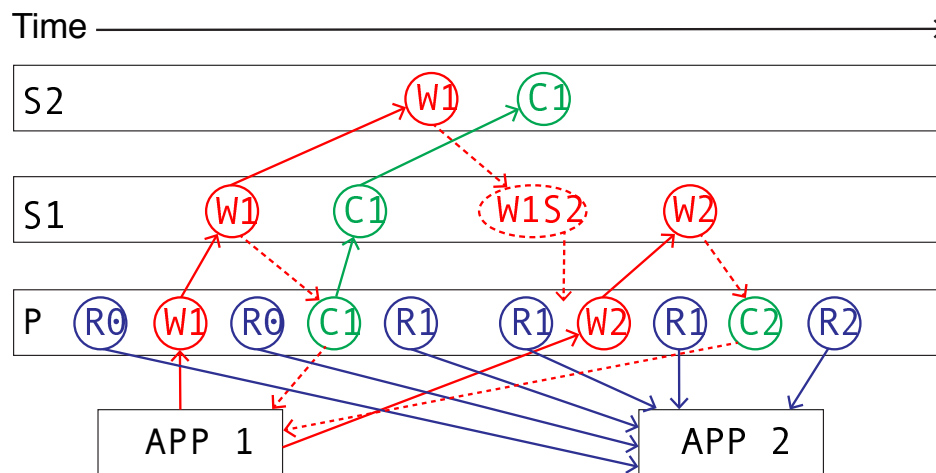 Time
S2 W1 C1
S1 W1 C1 W1S2 W2
P R0 W1 R0 C1 R1 R1 W2 R1 C2 R2
APP 1 APP 2